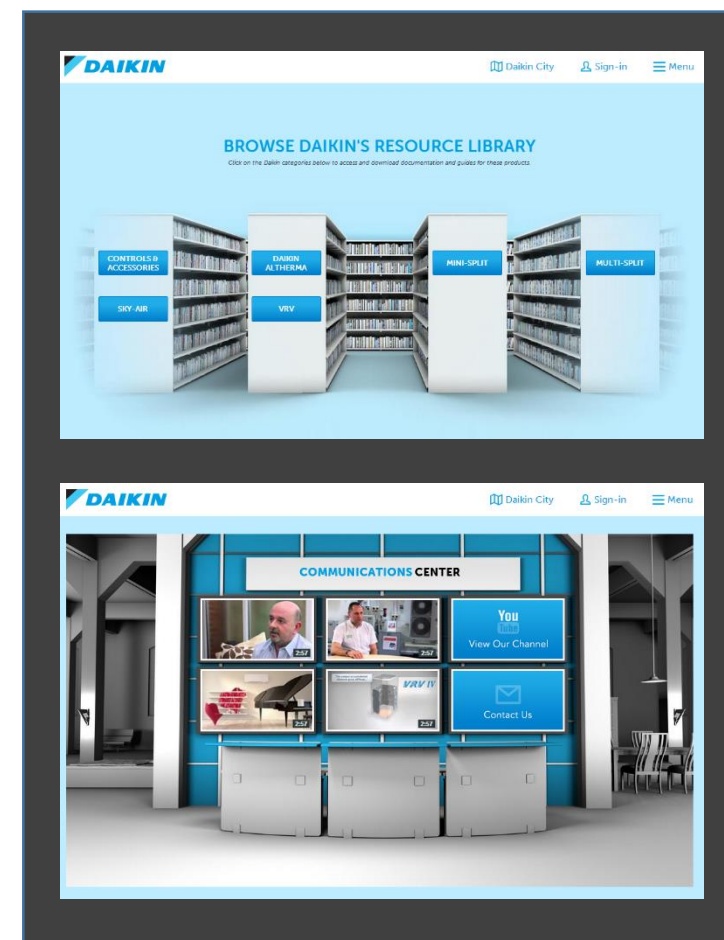 DAIKIN
Daikin City
Sign-in
Menu
BROWSE DAIKIN'S RESOURCE LIBRARY
Click on the Daikin categories below to access and download documentation and guides for these products.
CONTROLS &
ACCESSORIES
DAIKIN
ALTHERMA
MINI-SPLIT
MULTI-SPLIT
SKY-AIR
VRV
DAIKIN
Daikin City
Sign-in
Menu
COMMUNICATIONS CENTER
2:57
2:57
You
Tube
View Our Channel
VRV IV
2:57
2:57
Contact Us